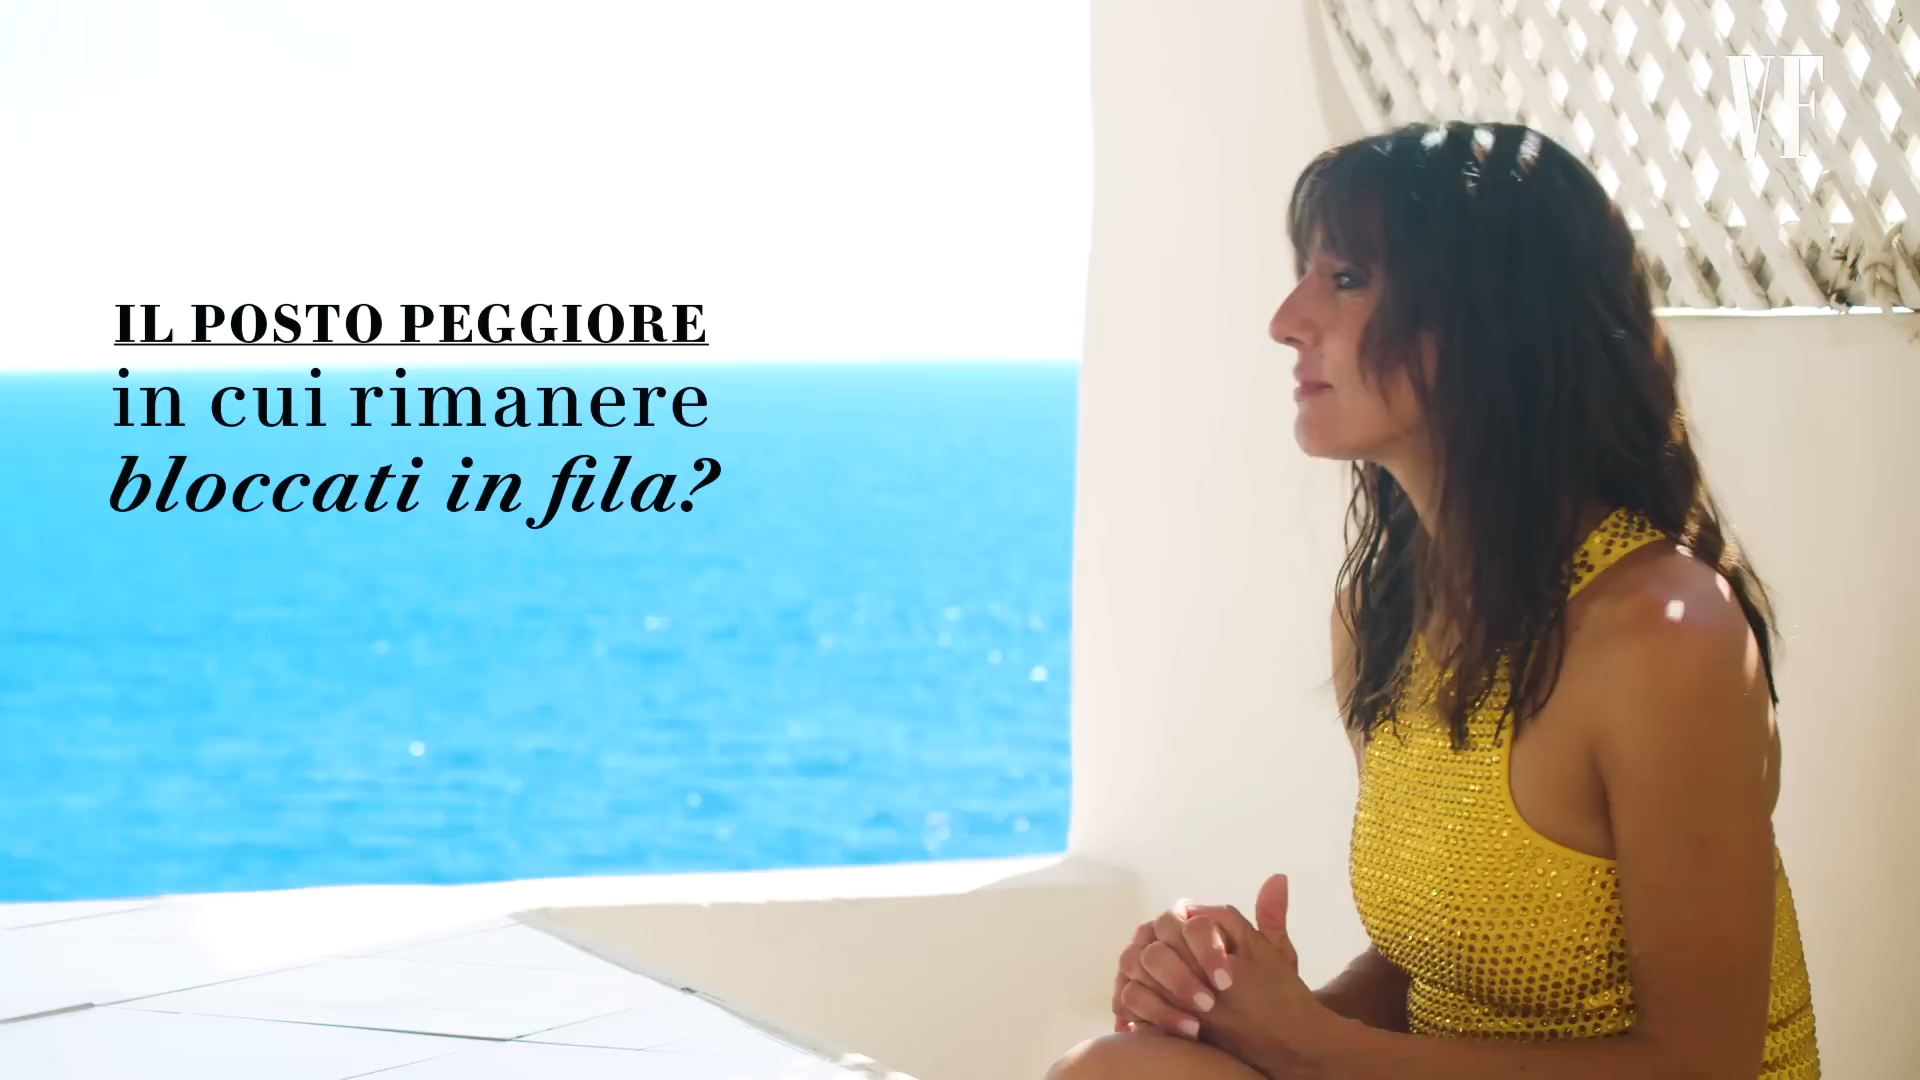 VF
IL POSTO PEGGIORE
in cui rimanere
bloccati in fila?